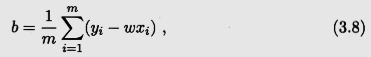 b = \frac{1}{m} \sum_{i=1}^{m} (y_i - wx_i) , (3.8)